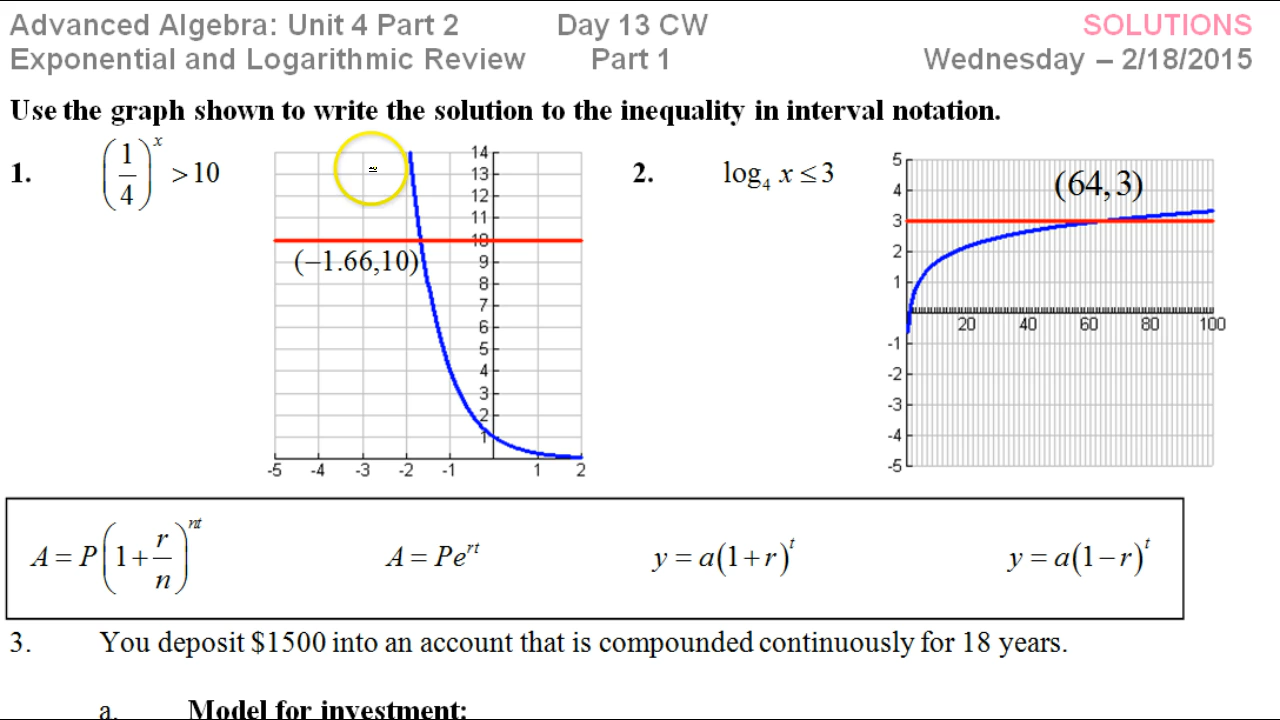 Advanced Algebra: Unit 4 Part 2 Day 13 CW SOLUTIONS
Exponential and Logarithmic Review Part 1 Wednesday – 2/18/2015
Use the graph shown to write the solution to the inequality in interval notation.
1. (1/4)^x > 10
14
13
12
11
10
(−1.66,10)
9
8
7
6
5
4
3
2
1
-5 -4 -3 -2 -1 1 2
2. log₄ x ≤ 3
5
(64,3)
4
3
2
1
20 40 60 80 100
-1
-2
-3
-4
-5
A = P(1 + r/n)^nt A = Pe^rt y = a(1+r)^t y = a(1−r)^t
3. You deposit $1500 into an account that is compounded continuously for 18 years.
a. Model for investment: